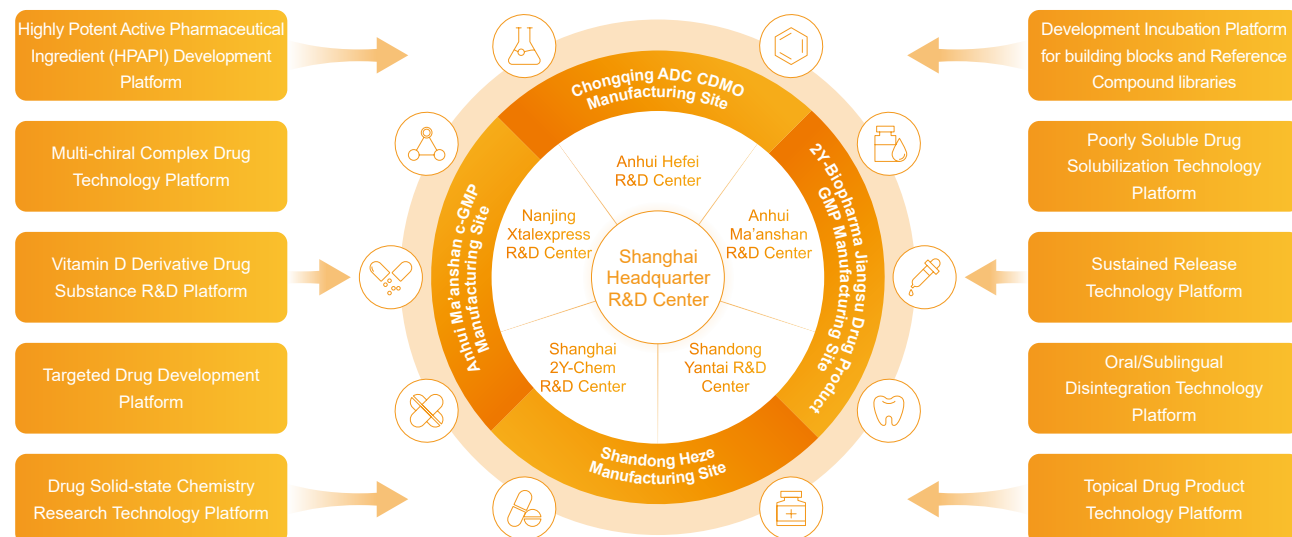 Highly Potent Active Pharmaceutical
Ingredient (HPAPI) Development
Platform
Multi-chiral Complex Drug
Technology Platform
Vitamin D Derivative Drug
Substance R&D Platform
Targeted Drug Development
Platform
Drug Solid-state Chemistry
Research Technology Platform
Chongqing ADC CDMO
Manufacturing Site
Anhui Ma'anshan c-GMP
Manufacturing Site
2Y-Biopharma Jiangsu Drug Product
GMP Manufacturing Site
Shandong Heze
Manufacturing Site
Anhui Hefei
R&D Center
Nanjing
Xtalexpress
R&D Center
Anhui
Ma'anshan
R&D Center
Shanghai
Headquarter
R&D Center
Shanghai
2Y-Chem
R&D Center
Shandong
Yantai R&D
Center
Development Incubation Platform
for building blocks and Reference
Compound libraries
Poorly Soluble Drug
Solubilization Technology
Platform
Sustained Release
Technology Platform
Oral/Sublingual
Disintegration Technology
Platform
Topical Drug Product
Technology Platform